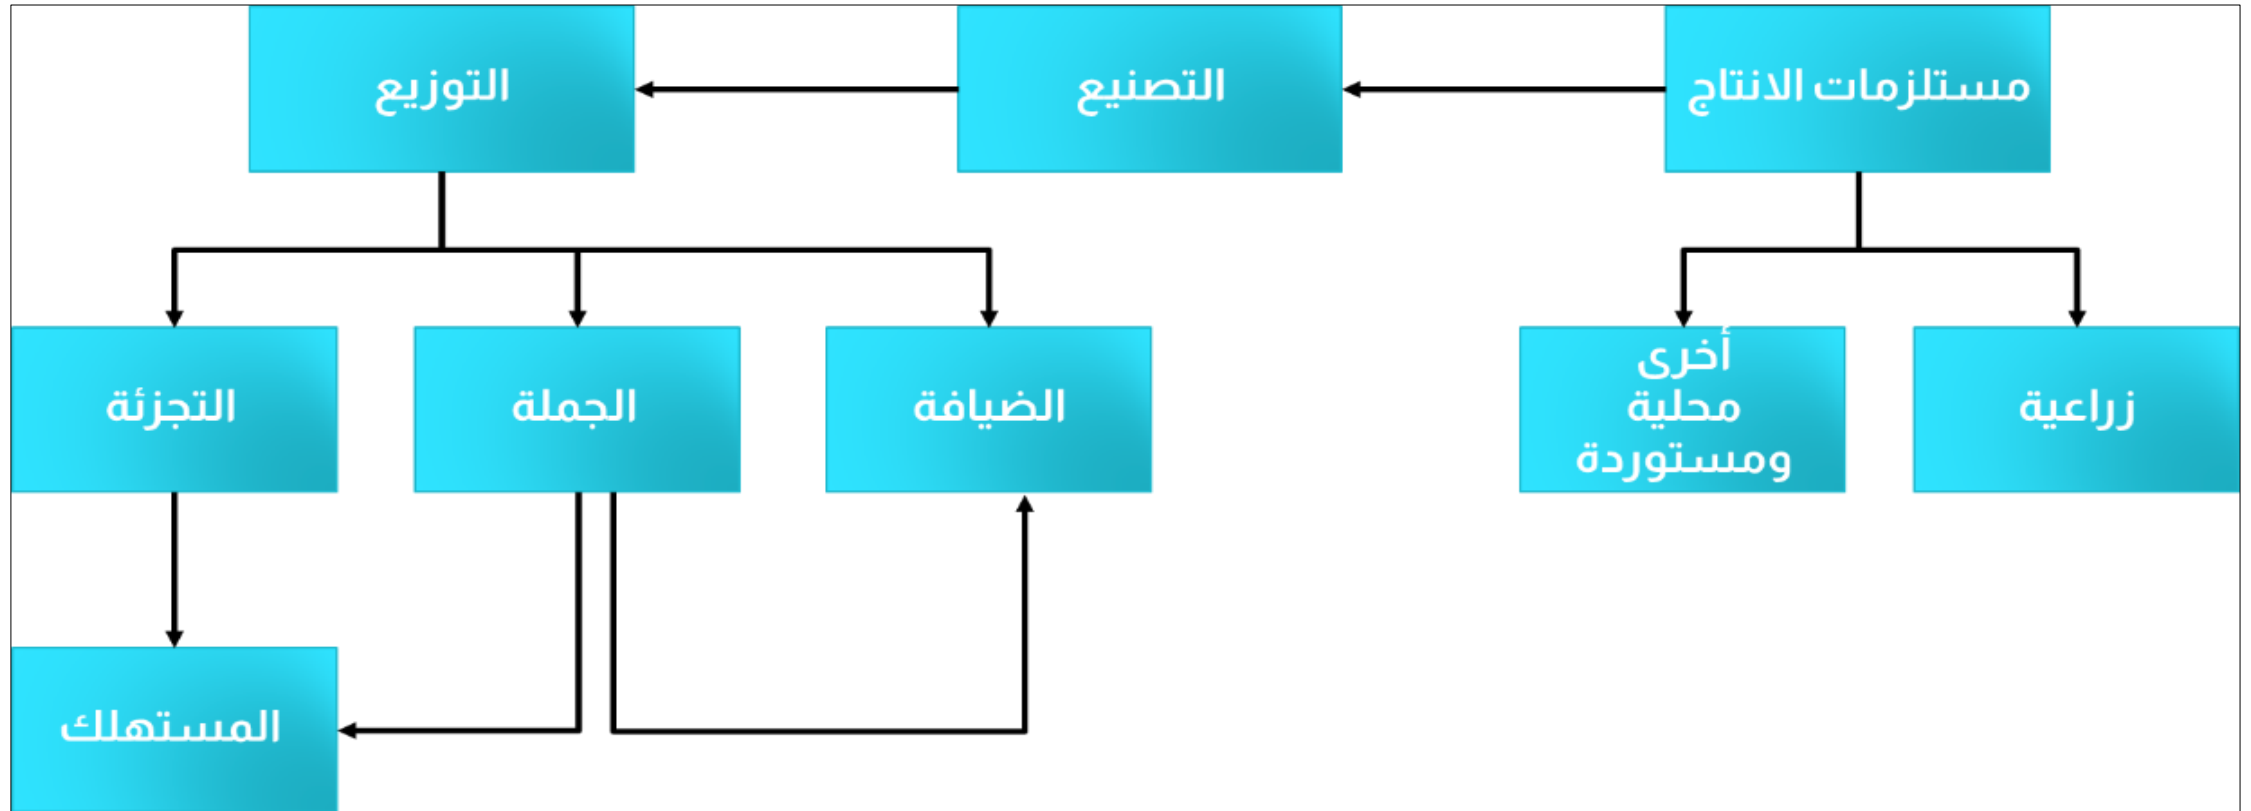 مستلزمات الانتاج
التصنيع
التوزيع
زراعية
أخرى
محلية
ومستوردة
الضيافة
الجملة
التجزئة
المستهلك